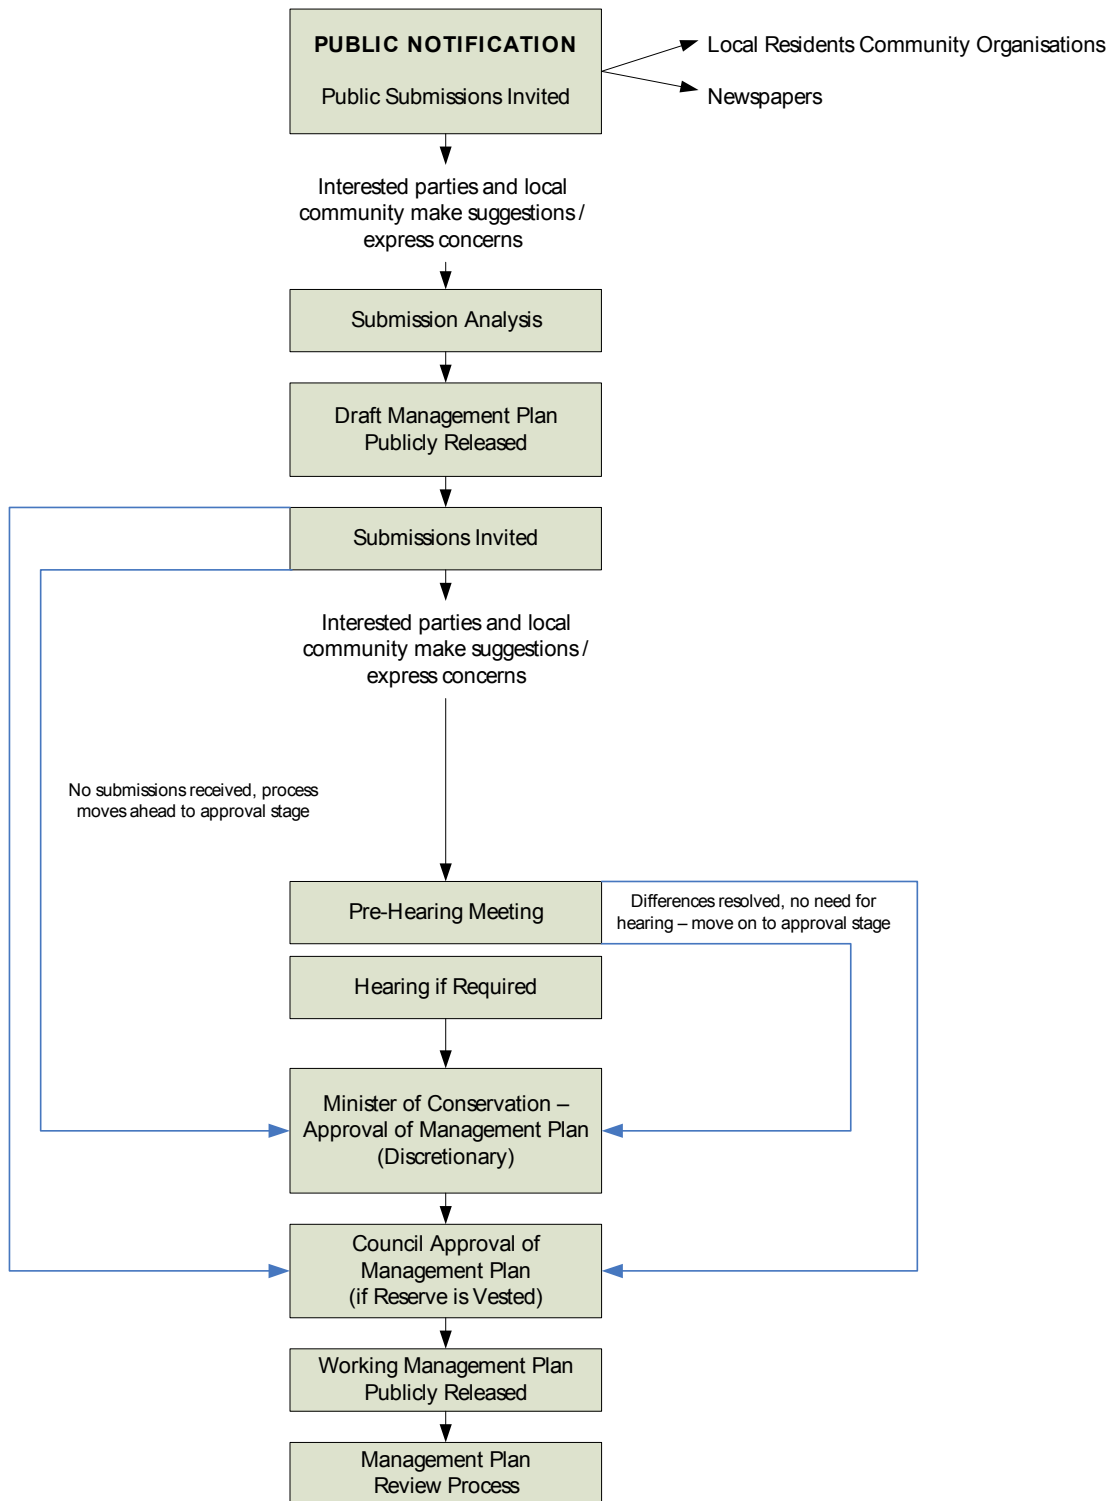 PUBLIC NOTIFICATION
Public Submissions Invited
Local Residents Community Organisations
Newspapers
Interested parties and local
community make suggestions /
express concerns
Submission Analysis
Draft Management Plan
Publicly Released
Submissions Invited
Interested parties and local
community make suggestions /
express concerns
No submissions received, process
moves ahead to approval stage
Pre-Hearing Meeting
Differences resolved, no need for
hearing – move on to approval stage
Hearing if Required
Minister of Conservation –
Approval of Management Plan
(Discretionary)
Council Approval of
Management Plan
(if Reserve is Vested)
Working Management Plan
Publicly Released
Management Plan
Review Process